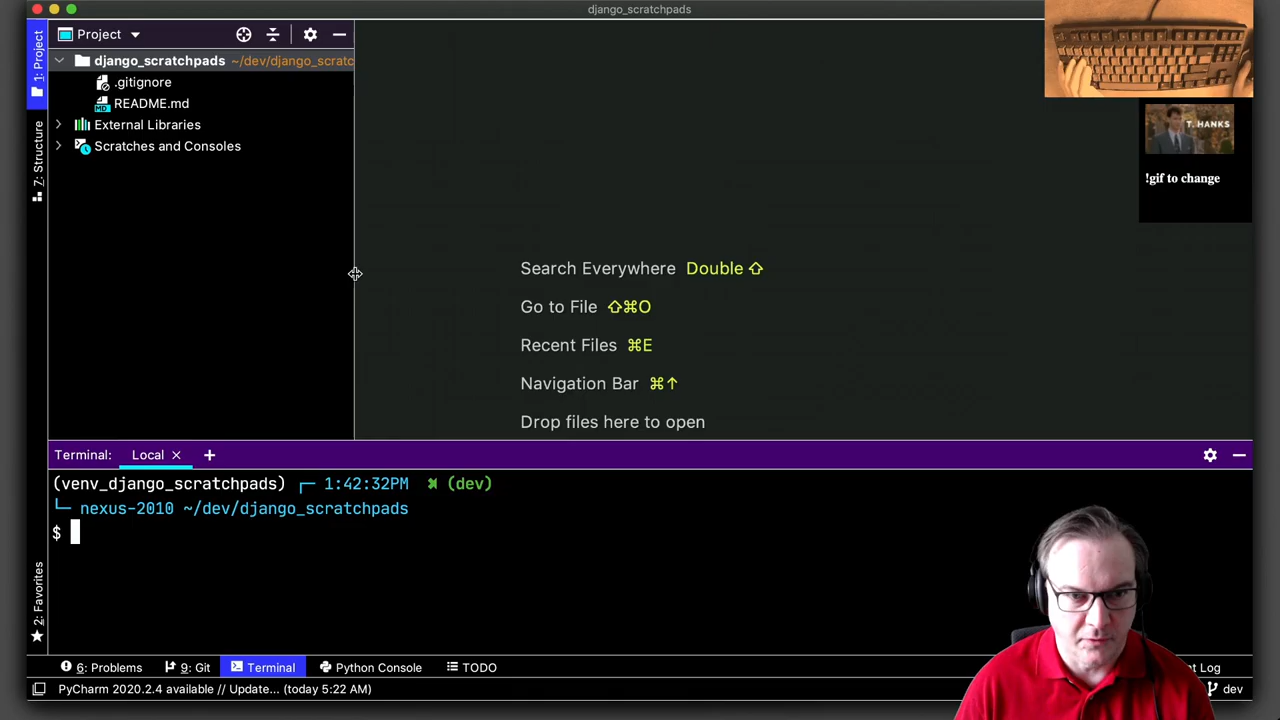 django_scratchpads
1: Project
Project
django_scratchpads ~/dev/django_scratc
.gitignore
MD README.md
External Libraries
Scratches and Consoles
7: Structure
T. HANKS
!gif to change
Search Everywhere Double ⇧
Go to File ⇧⌘O
Recent Files ⌘E
Navigation Bar ⌘↑
Drop files here to open
Terminal: Local × +
(venv_django_scratchpads) ┌─ 1:42:32PM ✘ (dev)
└─ nexus-2010 ~/dev/django_scratchpads
$
2: Favorites
6: Problems 9: Git Terminal Python Console TODO t Log
PyCharm 2020.2.4 available // Update... (today 5:22 AM) dev